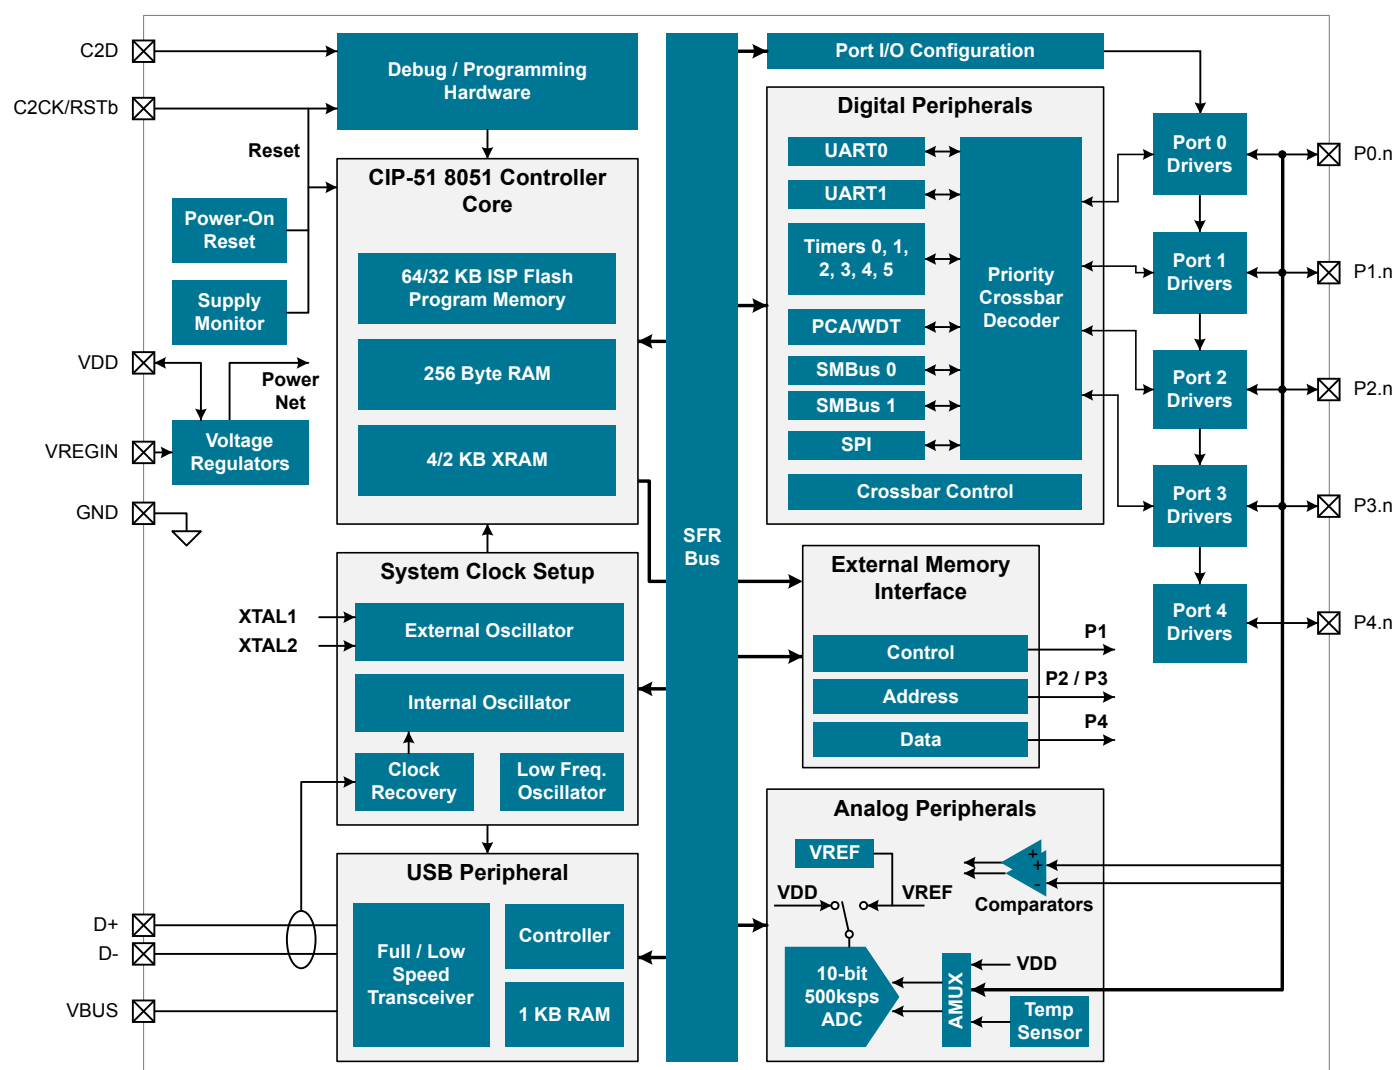 C2D
C2CK/RSTb
Debug / Programming
Hardware
Reset
Power-On
Reset
Supply
Monitor
VDD
Power
Net
VREGIN
Voltage
Regulators
GND
CIP-51 8051 Controller
Core
64/32 KB ISP Flash
Program Memory
256 Byte RAM
4/2 KB XRAM
System Clock Setup
XTAL1
XTAL2
External Oscillator
Internal Oscillator
Clock
Recovery
Low Freq.
Oscillator
USB Peripheral
D+
D-
VBUS
Full / Low
Speed
Transceiver
Controller
1 KB RAM
SFR
Bus
Port I/O Configuration
Digital Peripherals
UART0
UART1
Timers 0, 1,
2, 3, 4, 5
PCA/WDT
SMBus 0
SMBus 1
SPI
Priority
Crossbar
Decoder
Crossbar Control
Port 0
Drivers
Port 1
Drivers
Port 2
Drivers
Port 3
Drivers
Port 4
Drivers
P0.n
P1.n
P2.n
P3.n
P4.n
External Memory
Interface
Control
Address
Data
P1
P2 / P3
P4
Analog Peripherals
VREF
VDD
VREF
+
+
-
Comparators
10-bit
500ksps
ADC
AMUX
VDD
Temp
Sensor